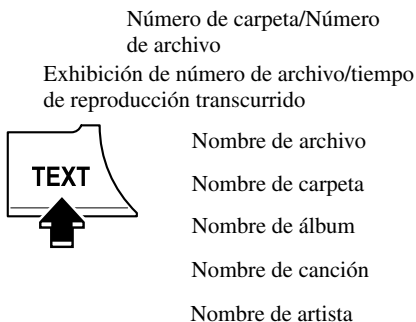 Número de carpeta/Número
de archivo
Exhibición de número de archivo/tiempo
de reproducción transcurrido
TEXT
Nombre de archivo
Nombre de carpeta
Nombre de álbum
Nombre de canción
Nombre de artista